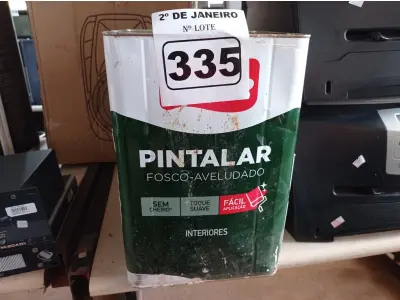 2º DE JANEIRO
Nº LOTE
335
PINTALAR
FOSCO-AVELUDADO
SEM
CHEIRO*
TOQUE
SUAVE
FÁCIL
APLICAÇÃO
INTERIORES